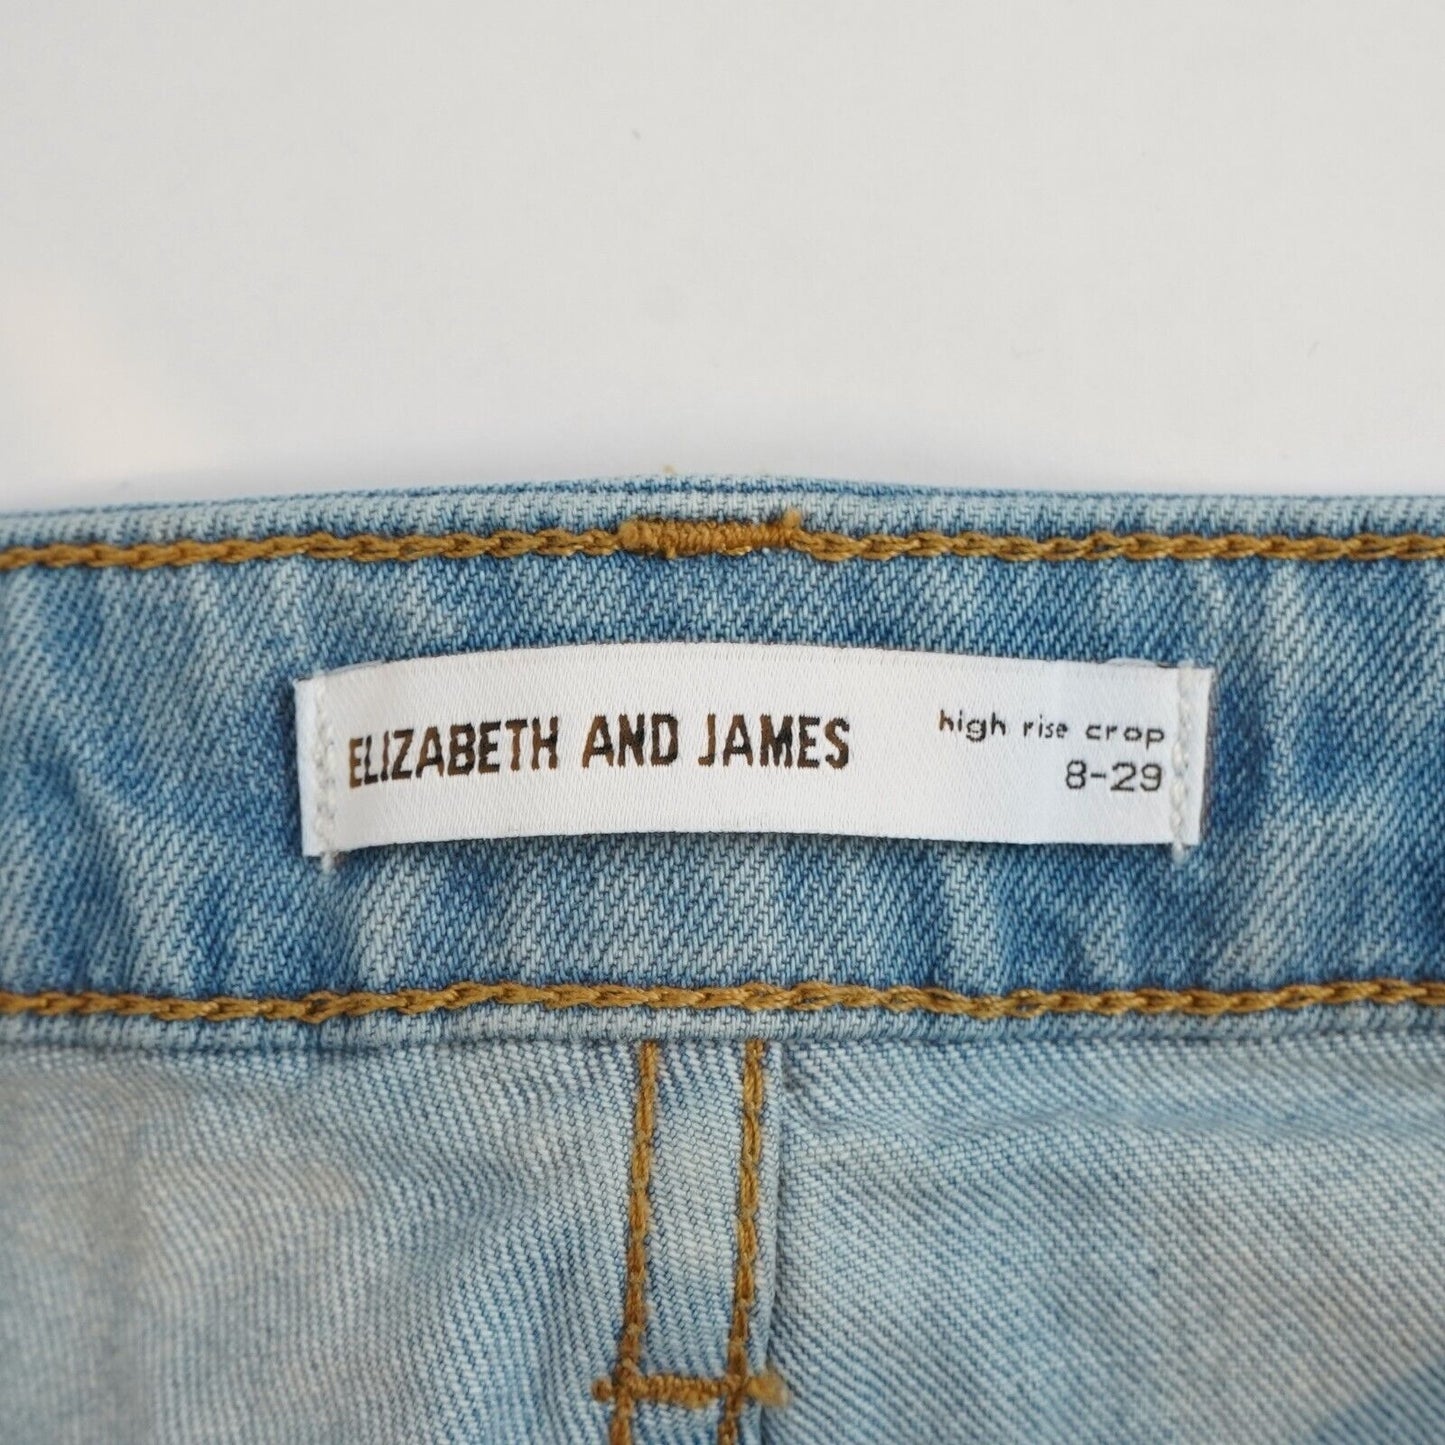 ELIZABETH AND JAMES
high rise crop
8-29